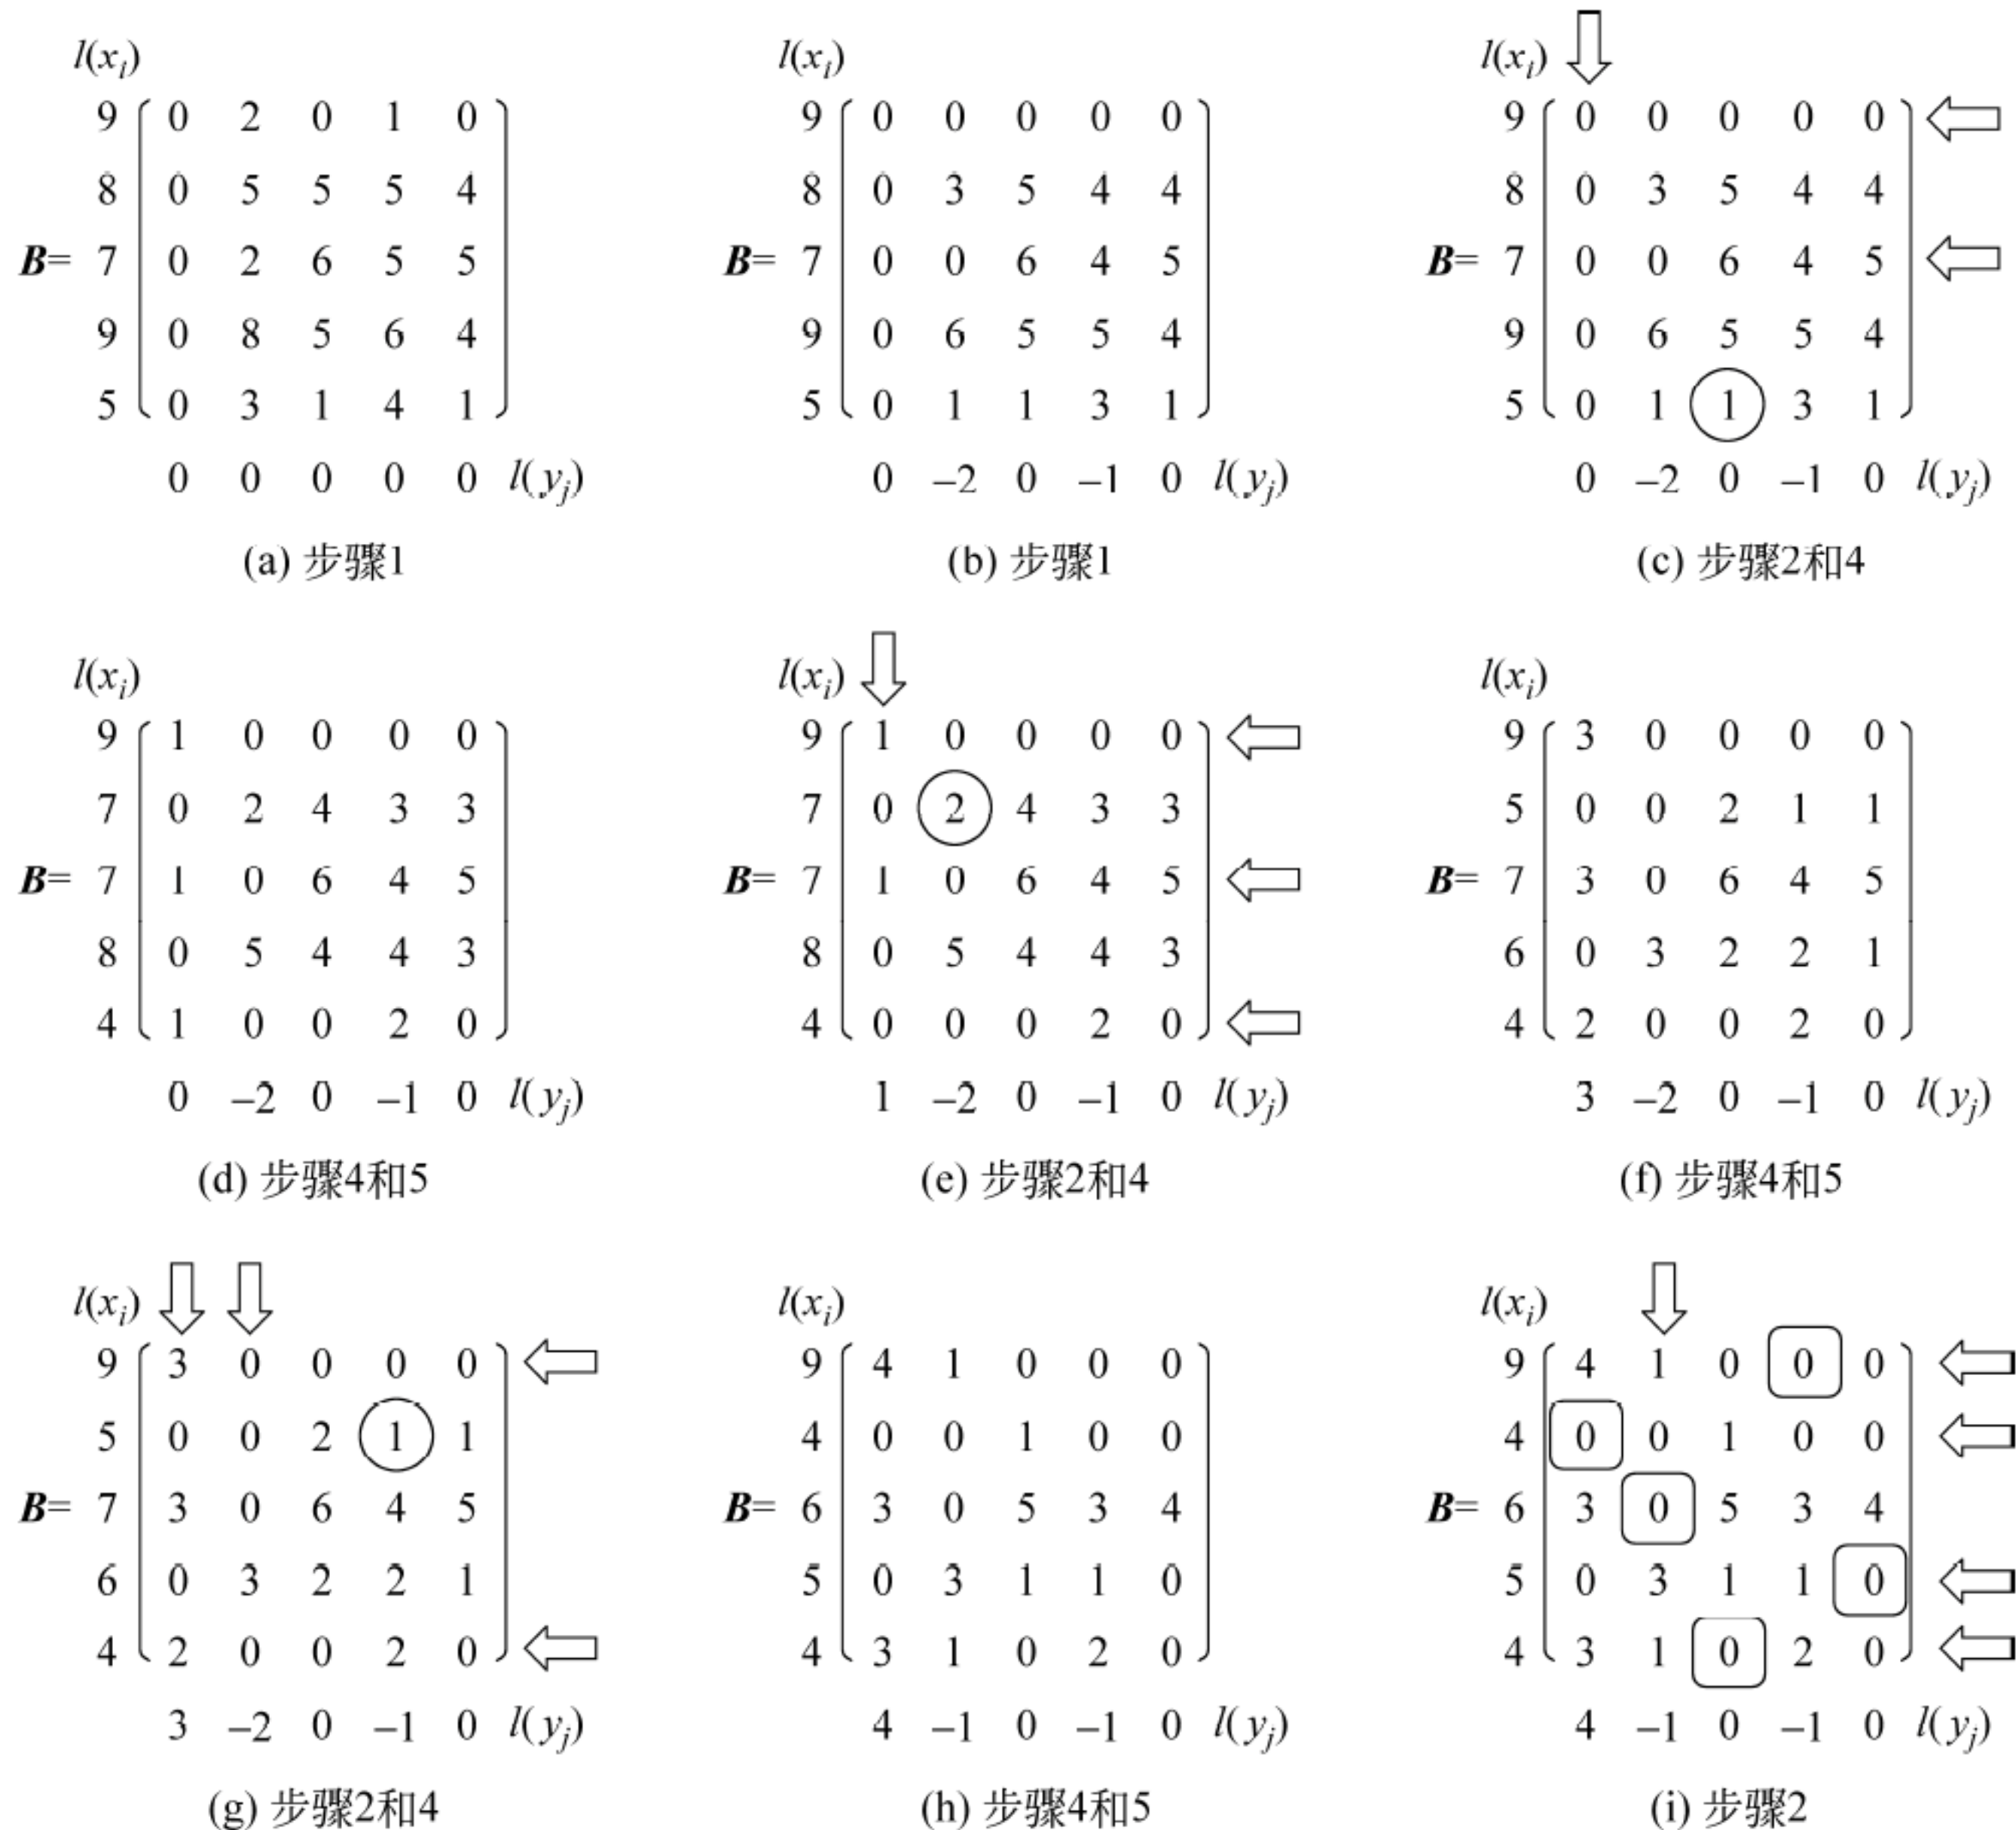 l(xᵢ)
9 0 2 0 1 0
8 0 5 5 5 4
B= 7 0 2 6 5 5
9 0 8 5 6 4
5 0 3 1 4 1
0 0 0 0 0 l(yⱼ)
(a) 步骤1
l(xᵢ)
9 0 0 0 0 0
8 0 3 5 4 4
B= 7 0 0 6 4 5
9 0 6 5 5 4
5 0 1 1 3 1
0 –2 0 –1 0 l(yⱼ)
(b) 步骤1
l(xᵢ)
9 0 0 0 0 0
8 0 3 5 4 4
B= 7 0 0 6 4 5
9 0 6 5 5 4
5 0 1 1 3 1
0 –2 0 –1 0 l(yⱼ)
(c) 步骤2和4
l(xᵢ)
9 1 0 0 0 0
7 0 2 4 3 3
B= 7 1 0 6 4 5
8 0 5 4 4 3
4 1 0 0 2 0
0 –2 0 –1 0 l(yⱼ)
(d) 步骤4和5
l(xᵢ)
9 1 0 0 0 0
7 0 2 4 3 3
B= 7 1 0 6 4 5
8 0 5 4 4 3
4 0 0 0 2 0
1 –2 0 –1 0 l(yⱼ)
(e) 步骤2和4
l(xᵢ)
9 3 0 0 0 0
5 0 0 2 1 1
B= 7 3 0 6 4 5
6 0 3 2 2 1
4 2 0 0 2 0
3 –2 0 –1 0 l(yⱼ)
(f) 步骤4和5
l(xᵢ)
9 3 0 0 0 0
5 0 0 2 1 1
B= 7 3 0 6 4 5
6 0 3 2 2 1
4 2 0 0 2 0
3 –2 0 –1 0 l(yⱼ)
(g) 步骤2和4
l(xᵢ)
9 4 1 0 0 0
4 0 0 1 0 0
B= 6 3 0 5 3 4
5 0 3 1 1 0
4 3 1 0 2 0
4 –1 0 –1 0 l(yⱼ)
(h) 步骤4和5
l(xᵢ)
9 4 1 0 0 0
4 0 0 1 0 0
B= 6 3 0 5 3 4
5 0 3 1 1 0
4 3 1 0 2 0
4 –1 0 –1 0 l(yⱼ)
(i) 步骤2